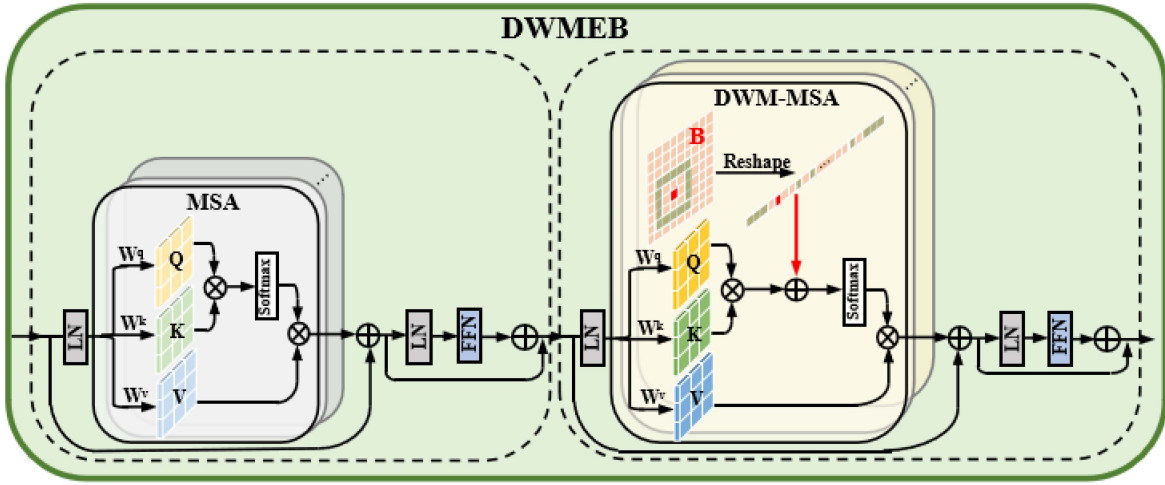 DWMEB
MSA
Wq
Q
Wk
K
Wv
V
Softmax
LN
LN
FFN
DWM-MSA
B
Reshape
Wq
Q
Wk
K
Wv
V
Softmax
LN
LN
FFN